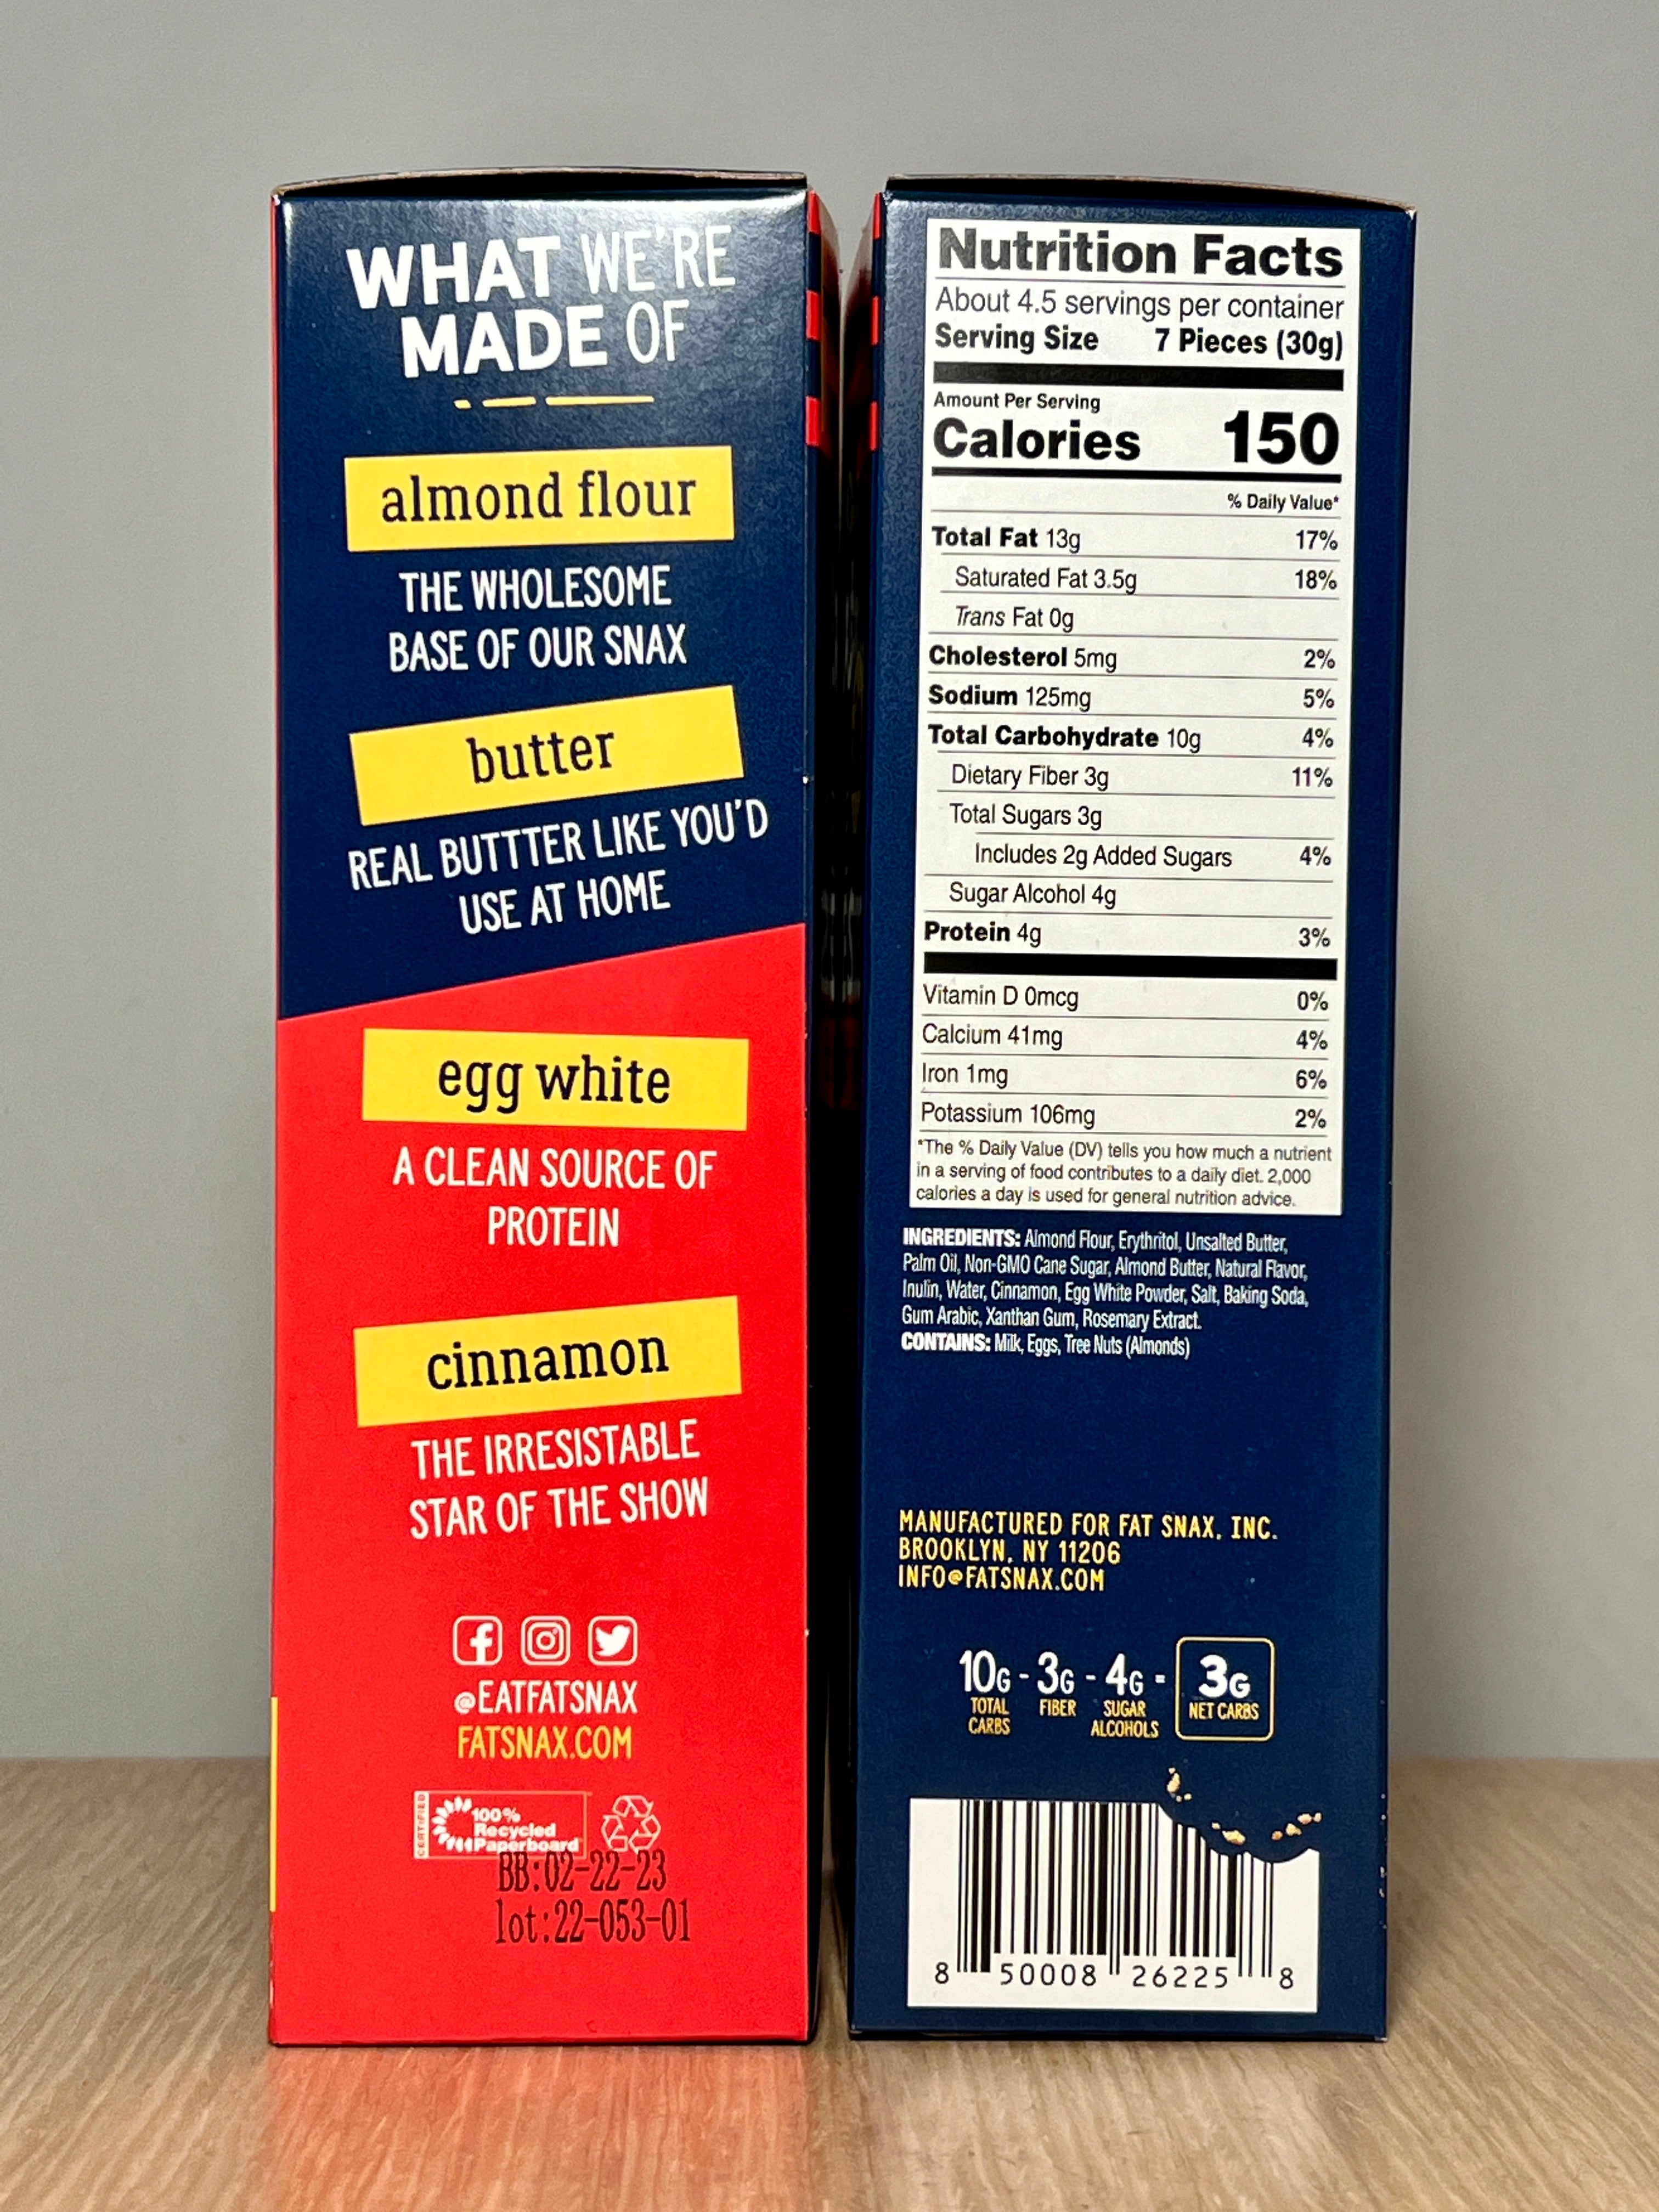 WHAT WE'RE
MADE OF
almond flour
THE WHOLESOME
BASE OF OUR SNAX
butter
REAL BUTTTER LIKE YOU'D
USE AT HOME
egg white
A CLEAN SOURCE OF
PROTEIN
cinnamon
THE IRRESISTABLE
STAR OF THE SHOW
@EATFATSNAX
FATSNAX.COM
CERTIFIED
100%
Recycled
Paperboard
BB:02-22-23
lot:22-053-01
Nutrition Facts
About 4.5 servings per container
Serving Size 7 Pieces (30g)
Amount Per Serving
Calories 150
% Daily Value*
Total Fat 13g 17%
Saturated Fat 3.5g 18%
Trans Fat 0g
Cholesterol 5mg 2%
Sodium 125mg 5%
Total Carbohydrate 10g 4%
Dietary Fiber 3g 11%
Total Sugars 3g
Includes 2g Added Sugars 4%
Sugar Alcohol 4g
Protein 4g 3%
Vitamin D 0mcg 0%
Calcium 41mg 4%
Iron 1mg 6%
Potassium 106mg 2%
*The % Daily Value (DV) tells you how much a nutrient
in a serving of food contributes to a daily diet. 2,000
calories a day is used for general nutrition advice.
INGREDIENTS: Almond Flour, Erythritol, Unsalted Butter,
Palm Oil, Non-GMO Cane Sugar, Almond Butter, Natural Flavor,
Inulin, Water, Cinnamon, Egg White Powder, Salt, Baking Soda,
Gum Arabic, Xanthan Gum, Rosemary Extract.
CONTAINS: Milk, Eggs, Tree Nuts (Almonds)
MANUFACTURED FOR FAT SNAX, INC.
BROOKLYN, NY 11206
INFO@FATSNAX.COM
10G - 3G - 4G = 3G
TOTAL CARBS FIBER SUGAR ALCOHOLS NET CARBS
8 50008 26225 8